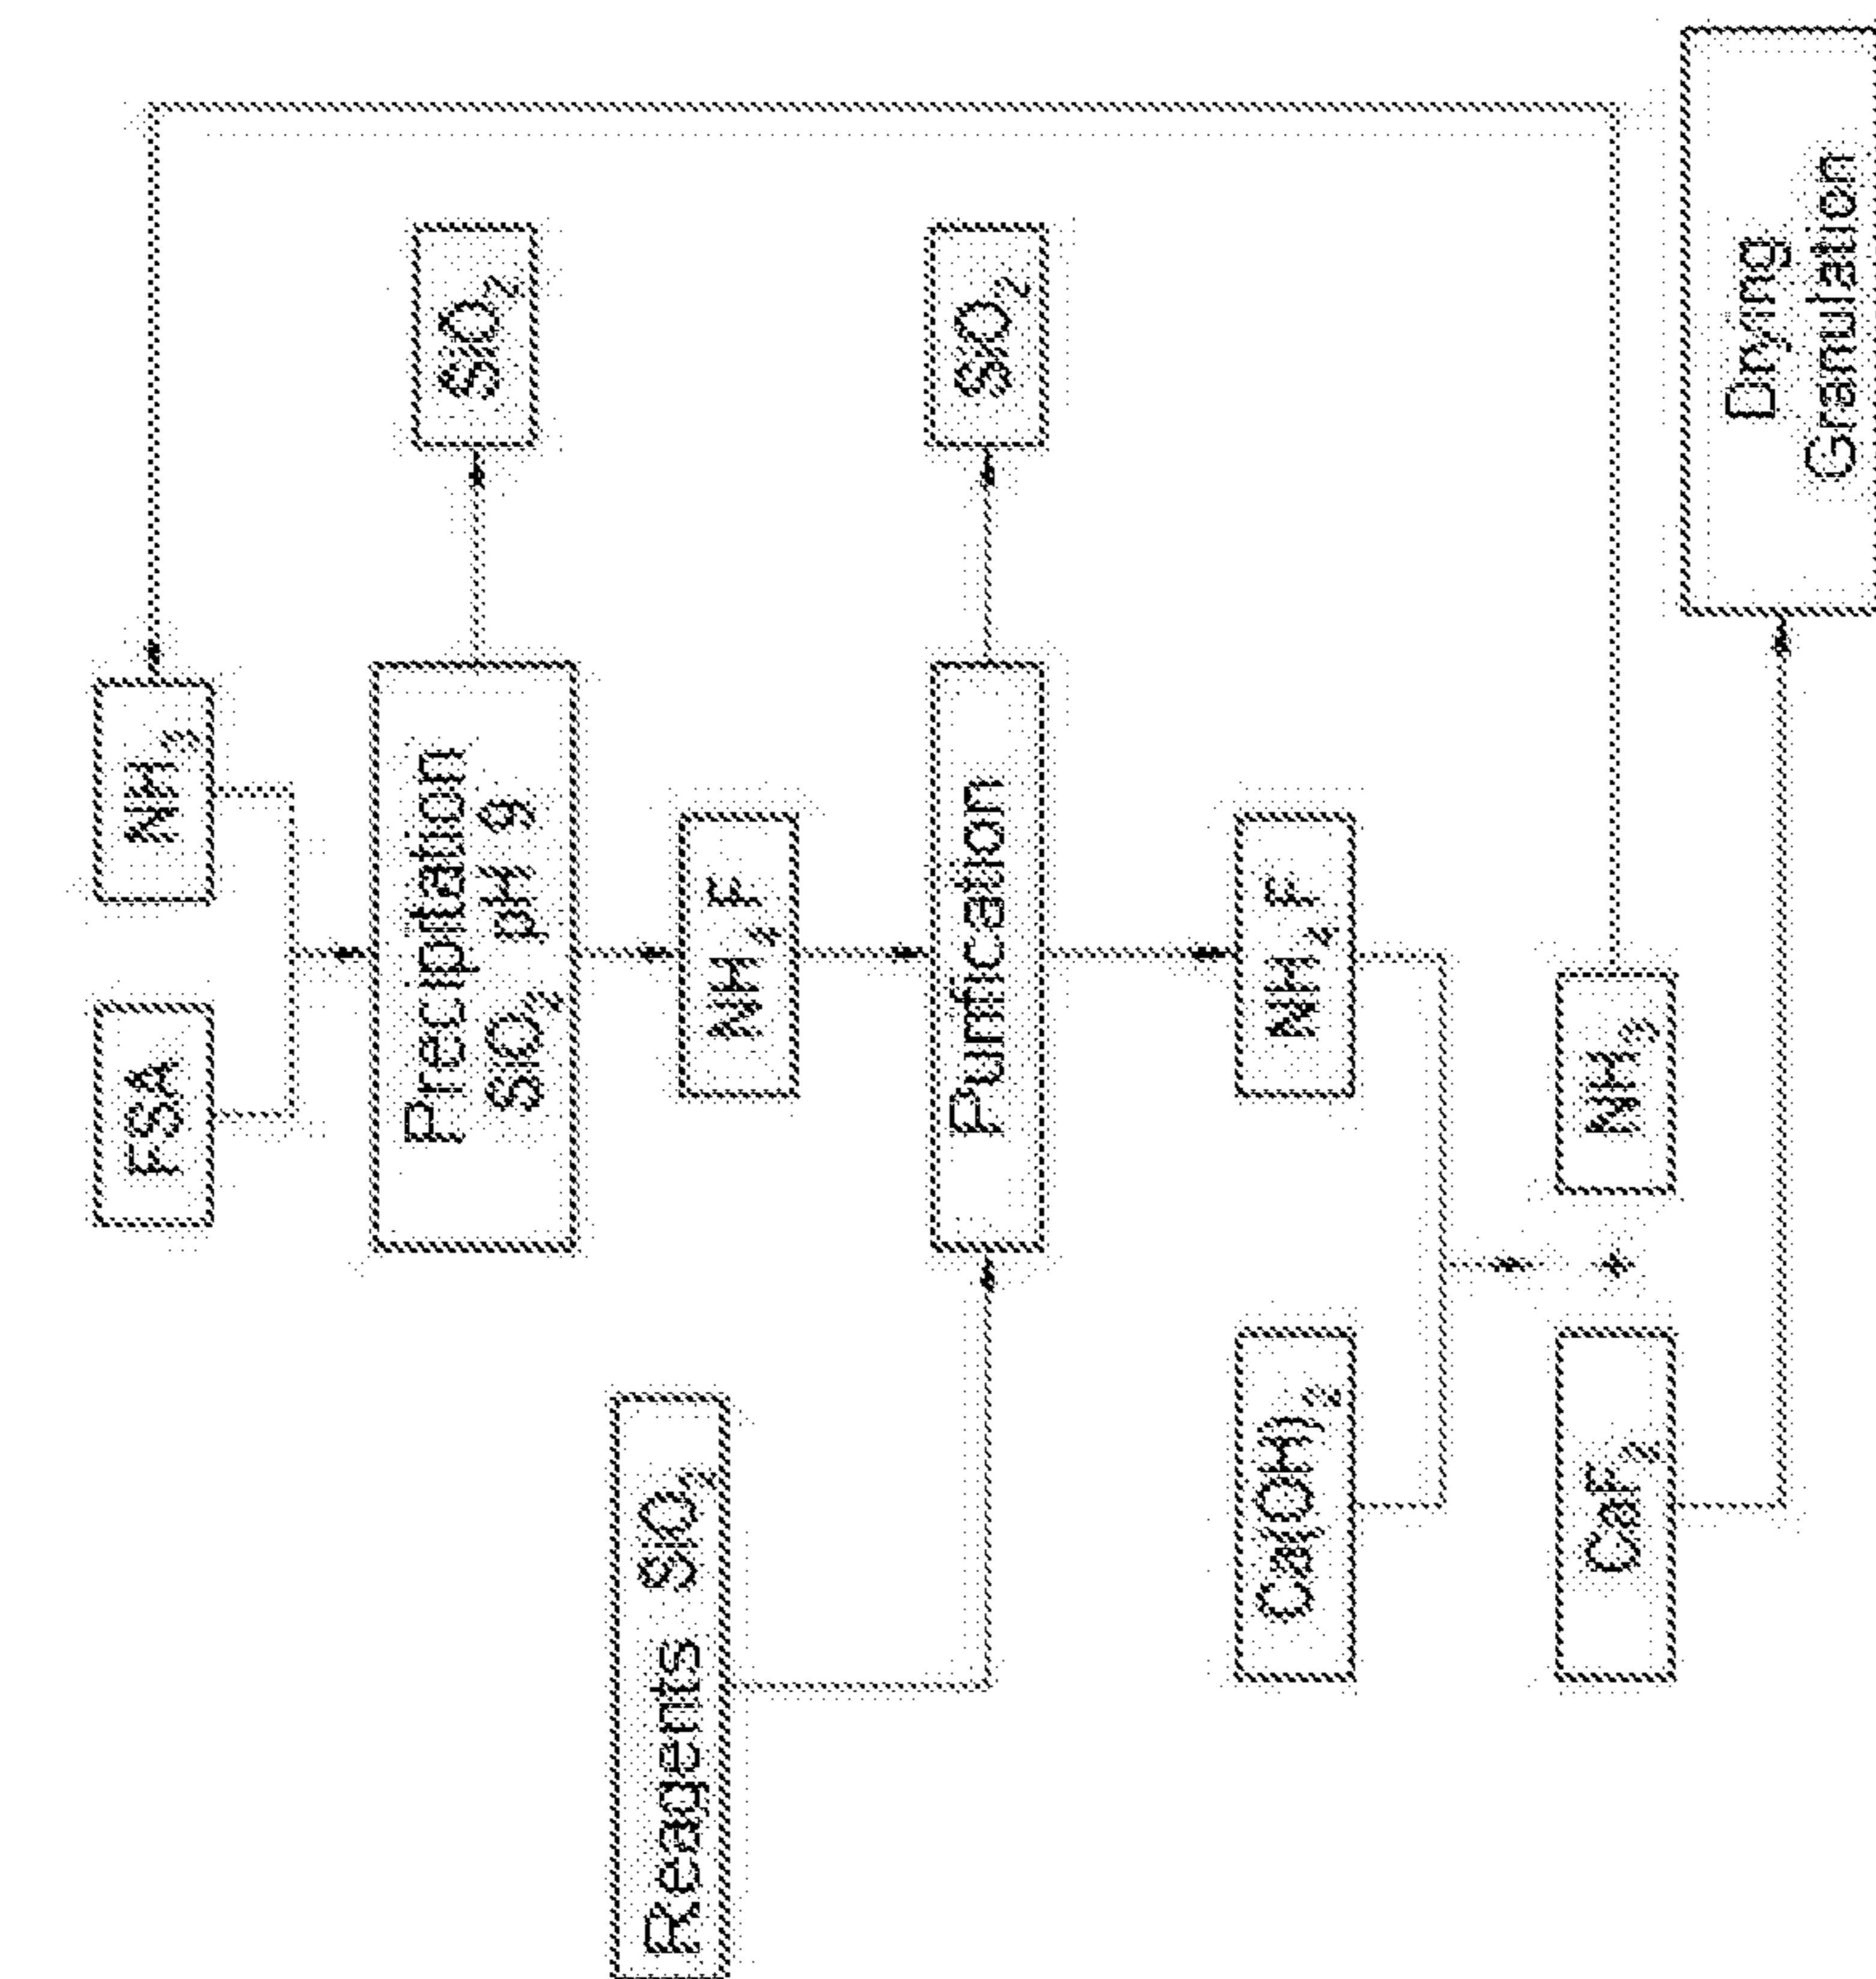 FSA
NH3
Precipitation
SiO2 pH 9
SiO2
NH4F
Reagents SiO2
Purification
SiO2
Ca(OH)2
NH4F
CaF2
+
NH3
Drying
Granulation